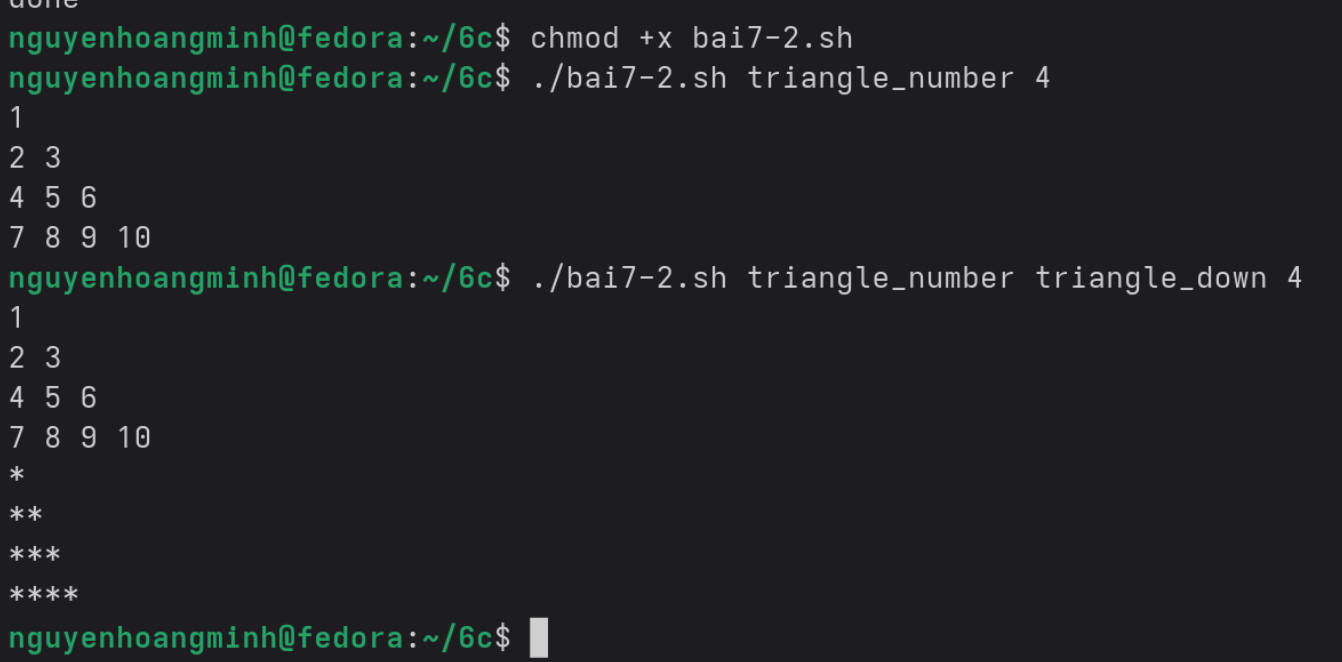 done
nguyenhoangminh@fedora:~/6c$ chmod +x bai7-2.sh
nguyenhoangminh@fedora:~/6c$ ./bai7-2.sh triangle_number 4
1
2 3
4 5 6
7 8 9 10
nguyenhoangminh@fedora:~/6c$ ./bai7-2.sh triangle_number triangle_down 4
1
2 3
4 5 6
7 8 9 10
*
**
***
****
nguyenhoangminh@fedora:~/6c$